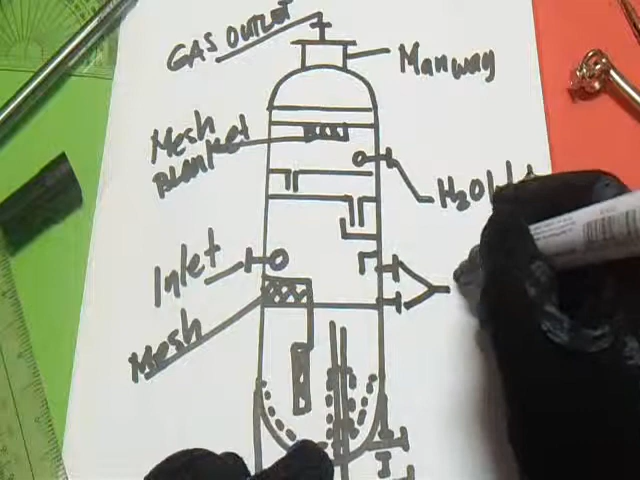 GAS OUTLET
Manway
Mesh
Blanket
H2O
Inlet
Mesh